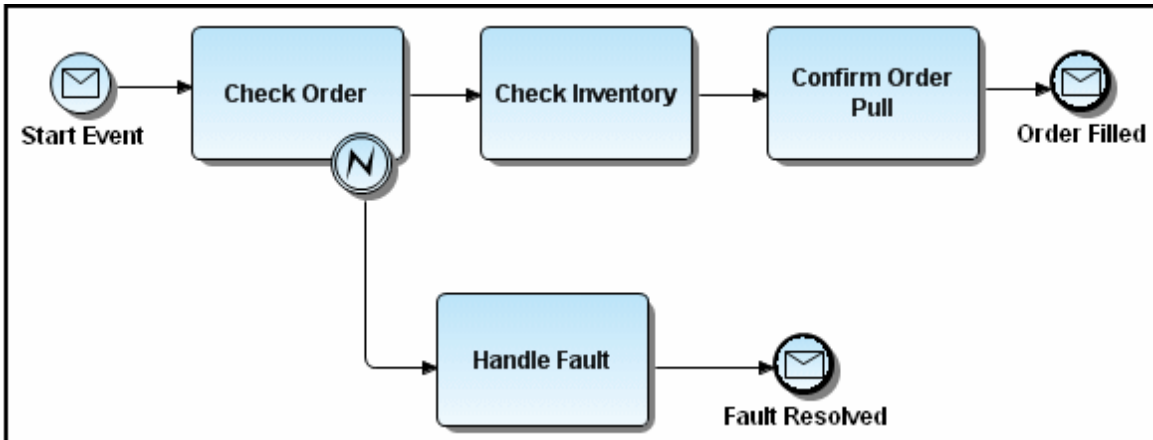 Check Order
Check Inventory
Confirm Order
Pull
Start Event
Order Filled
Handle Fault
Fault Resolved